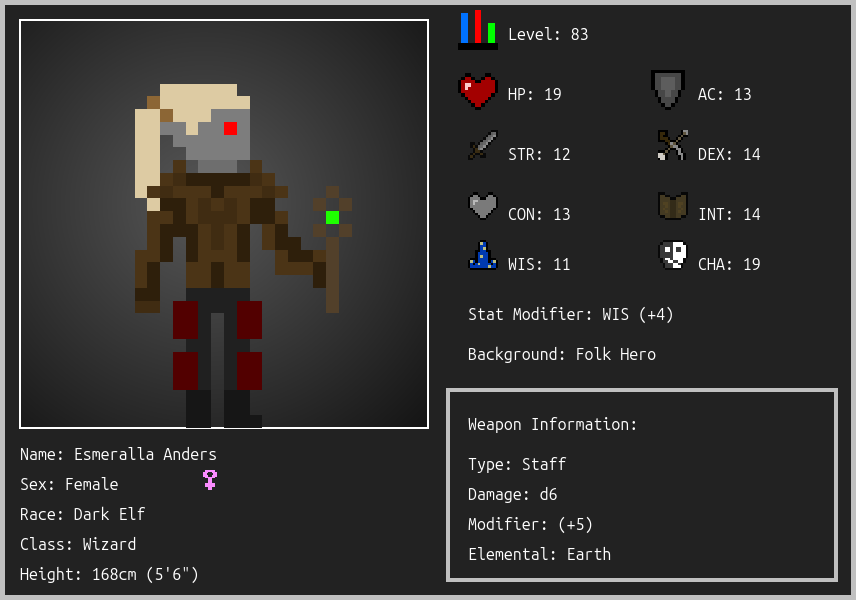 Level: 83
HP: 19
AC: 13
STR: 12
DEX: 14
CON: 13
INT: 14
WIS: 11
CHA: 19
Stat Modifier: WIS (+4)
Background: Folk Hero
Weapon Information:
Type: Staff
Damage: d6
Modifier: (+5)
Elemental: Earth
Name: Esmeralla Anders
Sex: Female
Race: Dark Elf
Class: Wizard
Height: 168cm (5'6")